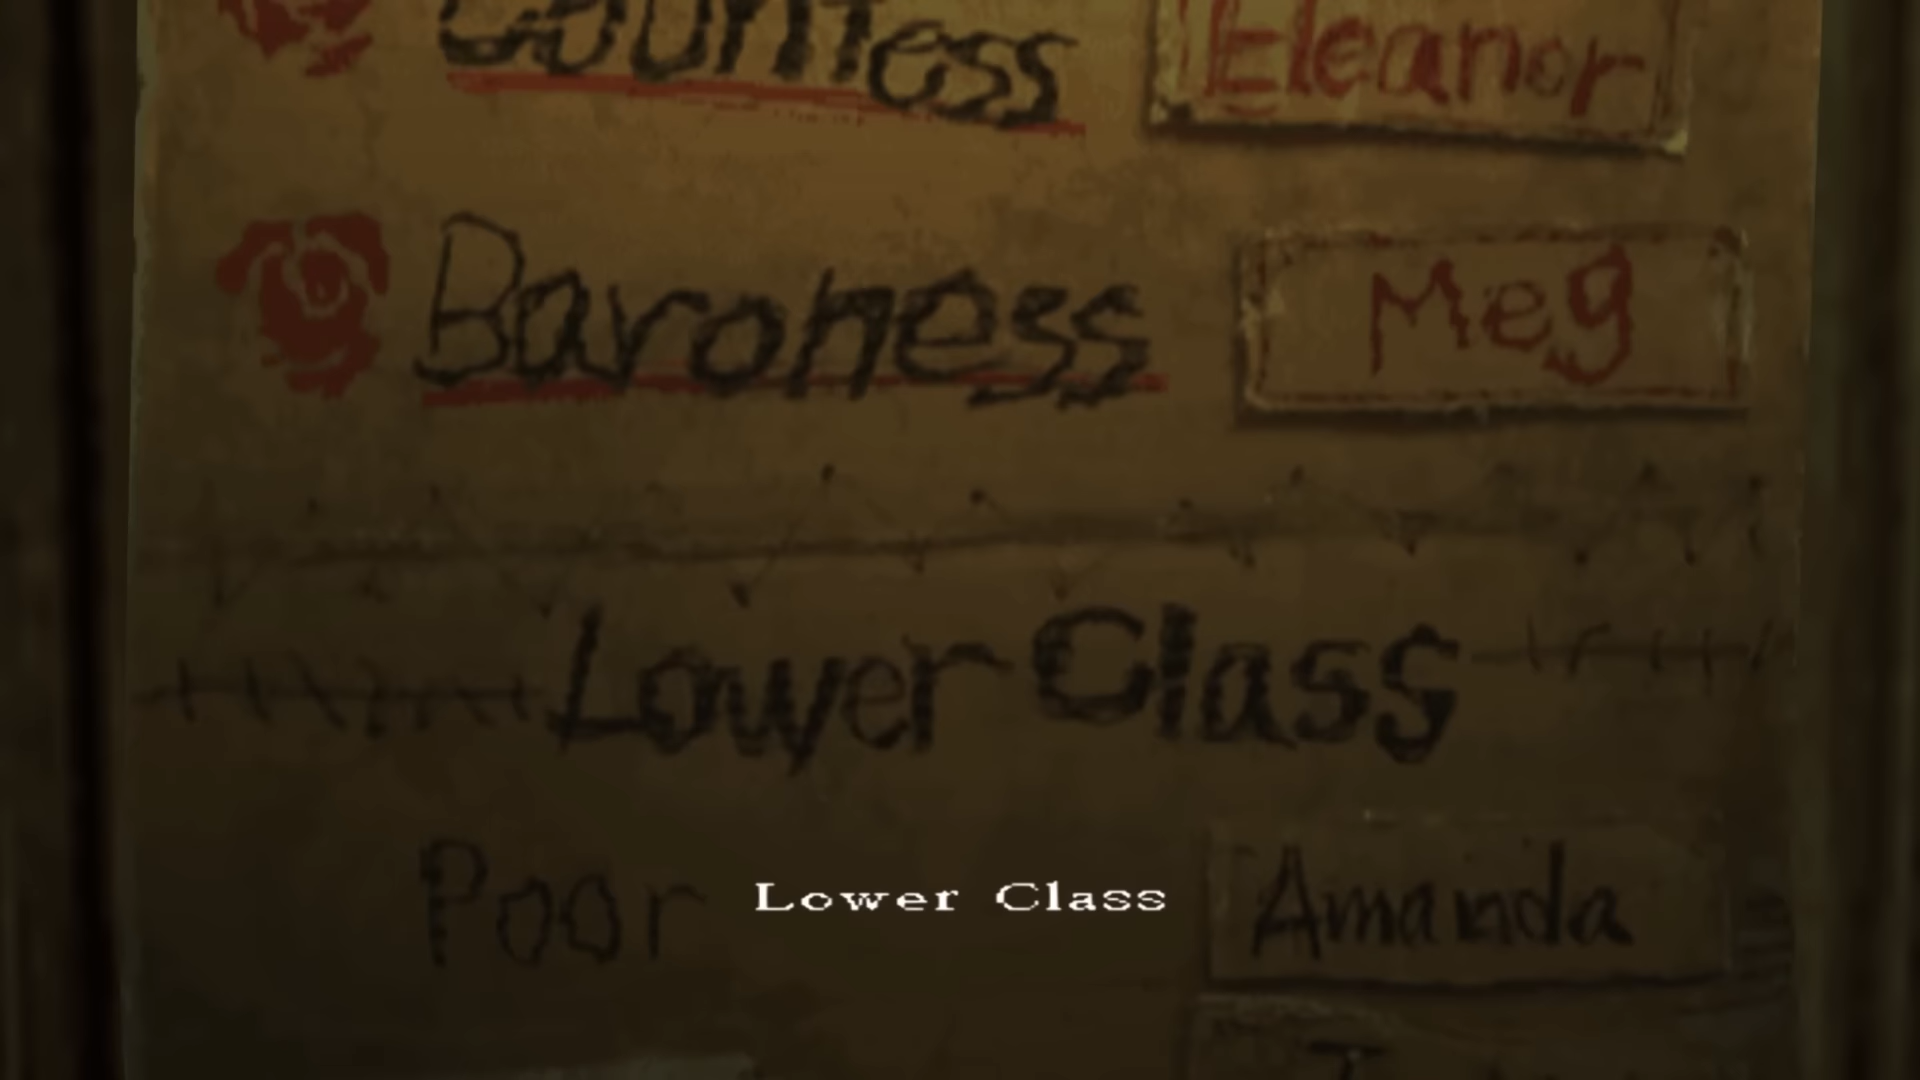 Countess Eleanor
Baroness Meg
Lower Class
Poor Amanda
Lower Class